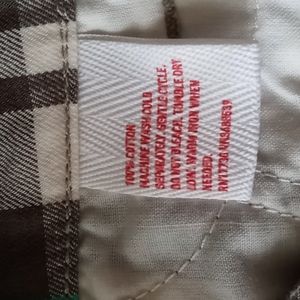 100% COTTON
MACHINE WASH COLD
SEPARATELY, GENTLE CYCLE.
DO NOT BLEACH. TUMBLE DRY
LOW. WARM IRON WHEN
NEEDED.